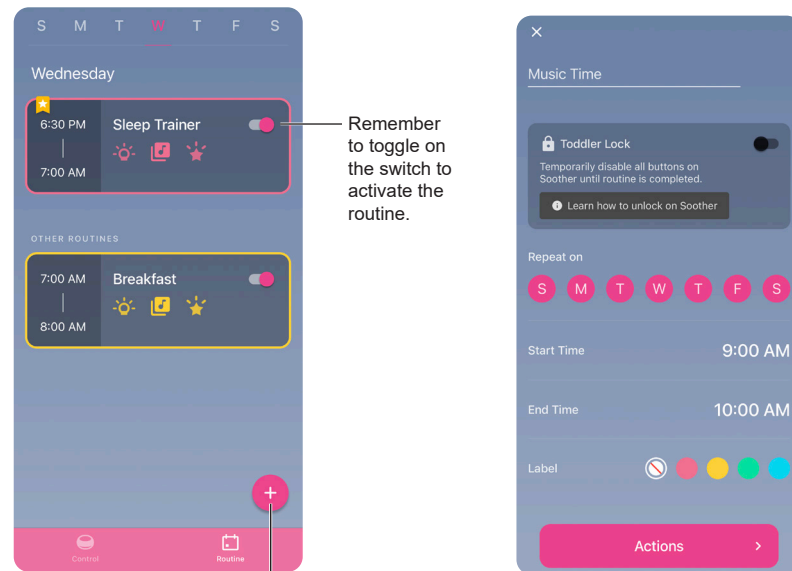 S M T W T F S
Wednesday
6:30 PM
Sleep Trainer
7:00 AM
Remember
to toggle on
the switch to
activate the
routine.
OTHER ROUTINES
7:00 AM
Breakfast
8:00 AM
+
Control
Routine
Music Time
Toddler Lock
Temporarily disable all buttons on
Soother until routine is completed.
Learn how to unlock on Soother
Repeat on
S M T W T F S
Start Time 9:00 AM
End Time 10:00 AM
Label
Actions >